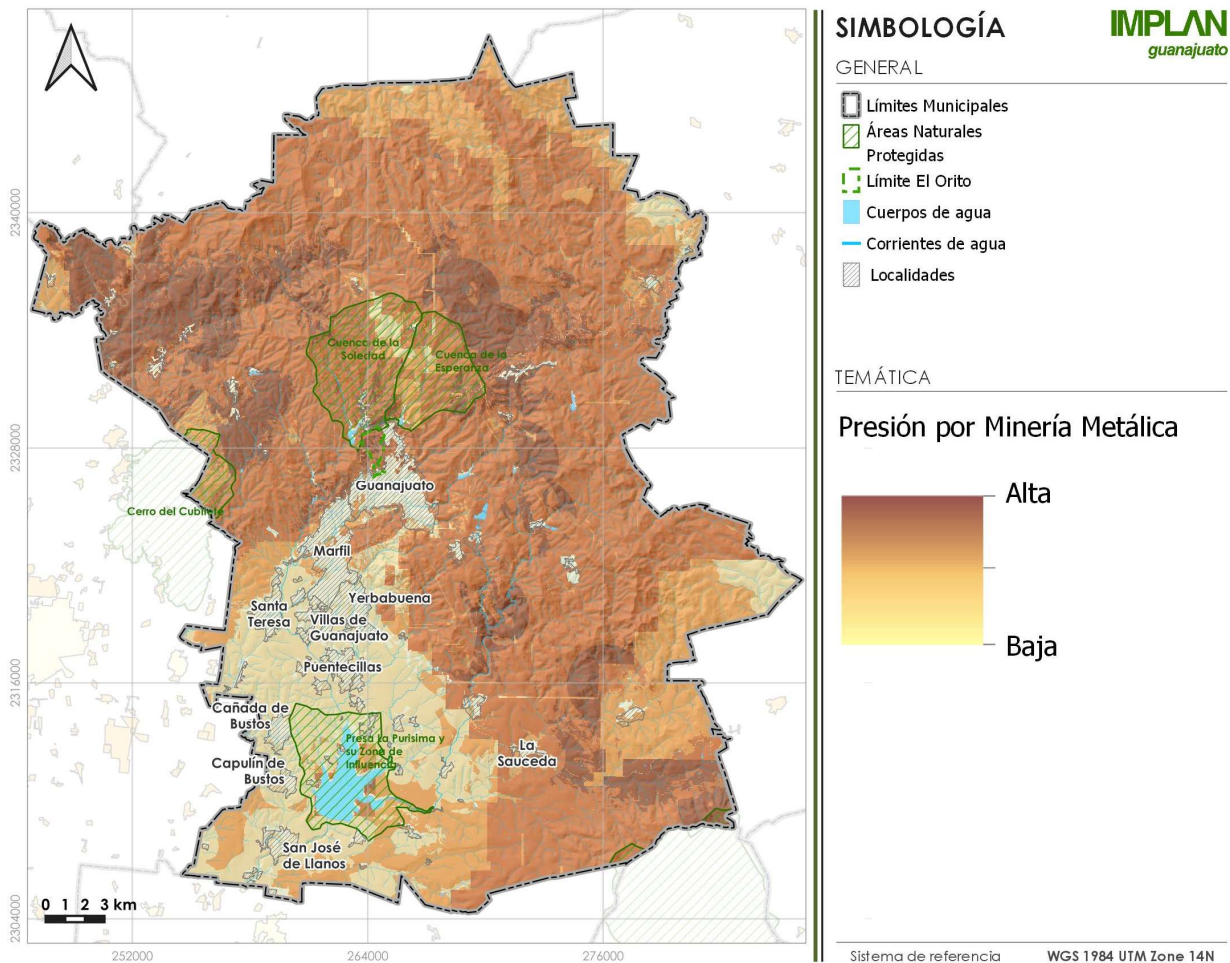 SIMBOLOGÍA
IMPLAN
guanajuato
GENERAL
Límites Municipales
Áreas Naturales
Protegidas
Límite El Orito
Cuerpos de agua
Corrientes de agua
Localidades
TEMÁTICA
Presión por Minería Metálica
Alta
Baja
Sistema de referencia
WGS 1984 UTM Zone 14N
2340000
2328000
2316000
2304000
252000
264000
276000
0 1 2 3 km
Cuenca de la
Soledad
Cuenca de la
Esperanza
Guanajuato
Cerro del Cubilete
Marfil
Yerbabuena
Santa
Teresa
Villas de
Guanajuato
Puentecillas
Cañada de
Bustos
Presa La Purisima y
su Zona de
Influencia
La
Sauceda
Capulín de
Bustos
San José
de Llanos